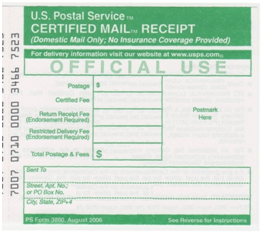 U.S. Postal Service™
CERTIFIED MAIL™ RECEIPT
(Domestic Mail Only; No Insurance Coverage Provided)
For delivery information visit our website at www.usps.com®
OFFICIAL USE
Postage $
Certified Fee
Return Receipt Fee
(Endorsement Required)
Restricted Delivery Fee
(Endorsement Required)
Total Postage & Fees $
Postmark
Here
Sent To
Street, Apt. No.;
or PO Box No.
City, State, ZIP+4
PS Form 3800, August 2006 See Reverse for Instructions
7007 0710 0000 3496 7523